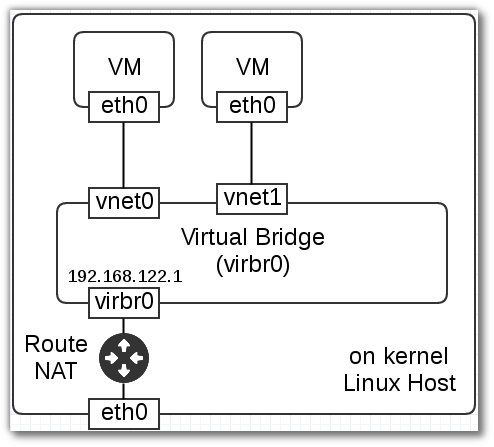 VM
VM
eth0
eth0
vnet0
vnet1
Virtual Bridge
(virbr0)
192.168.122.1
virbr0
Route
NAT
on kernel
Linux Host
eth0